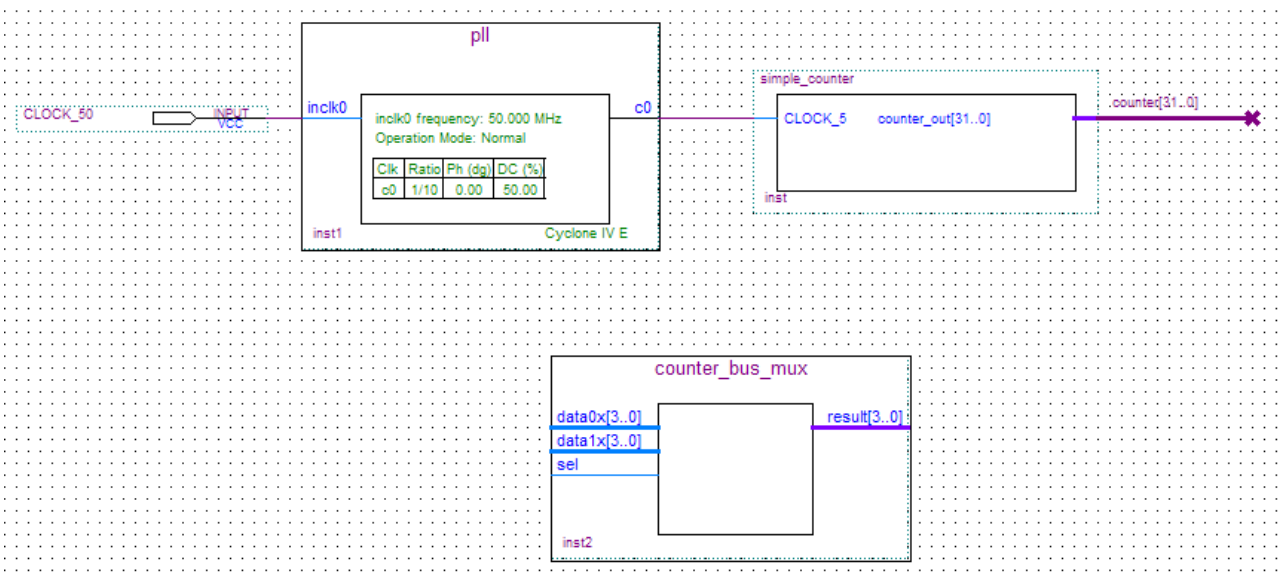 pll
simple_counter
CLOCK_50 INPUT
VCC
inclk0 c0
inclk0 frequency: 50.000 MHz
Operation Mode: Normal
Clk Ratio Ph (dg) DC (%)
c0 1/10 0.00 50.00
inst1 Cyclone IV E
CLOCK_5 counter_out[31..0]
counter[31..0]
inst
counter_bus_mux
data0x[3..0] result[3..0]
data1x[3..0]
sel
inst2